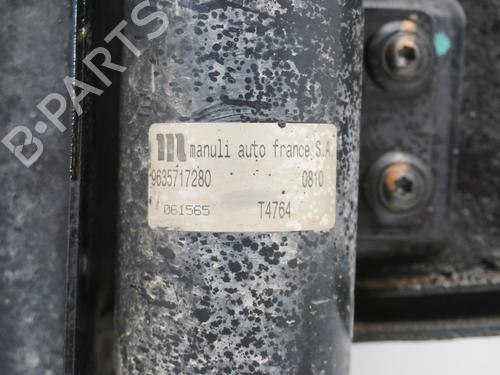 B-PARTS
m manuli auto france S.A
9635717280 0810
061565 T4764